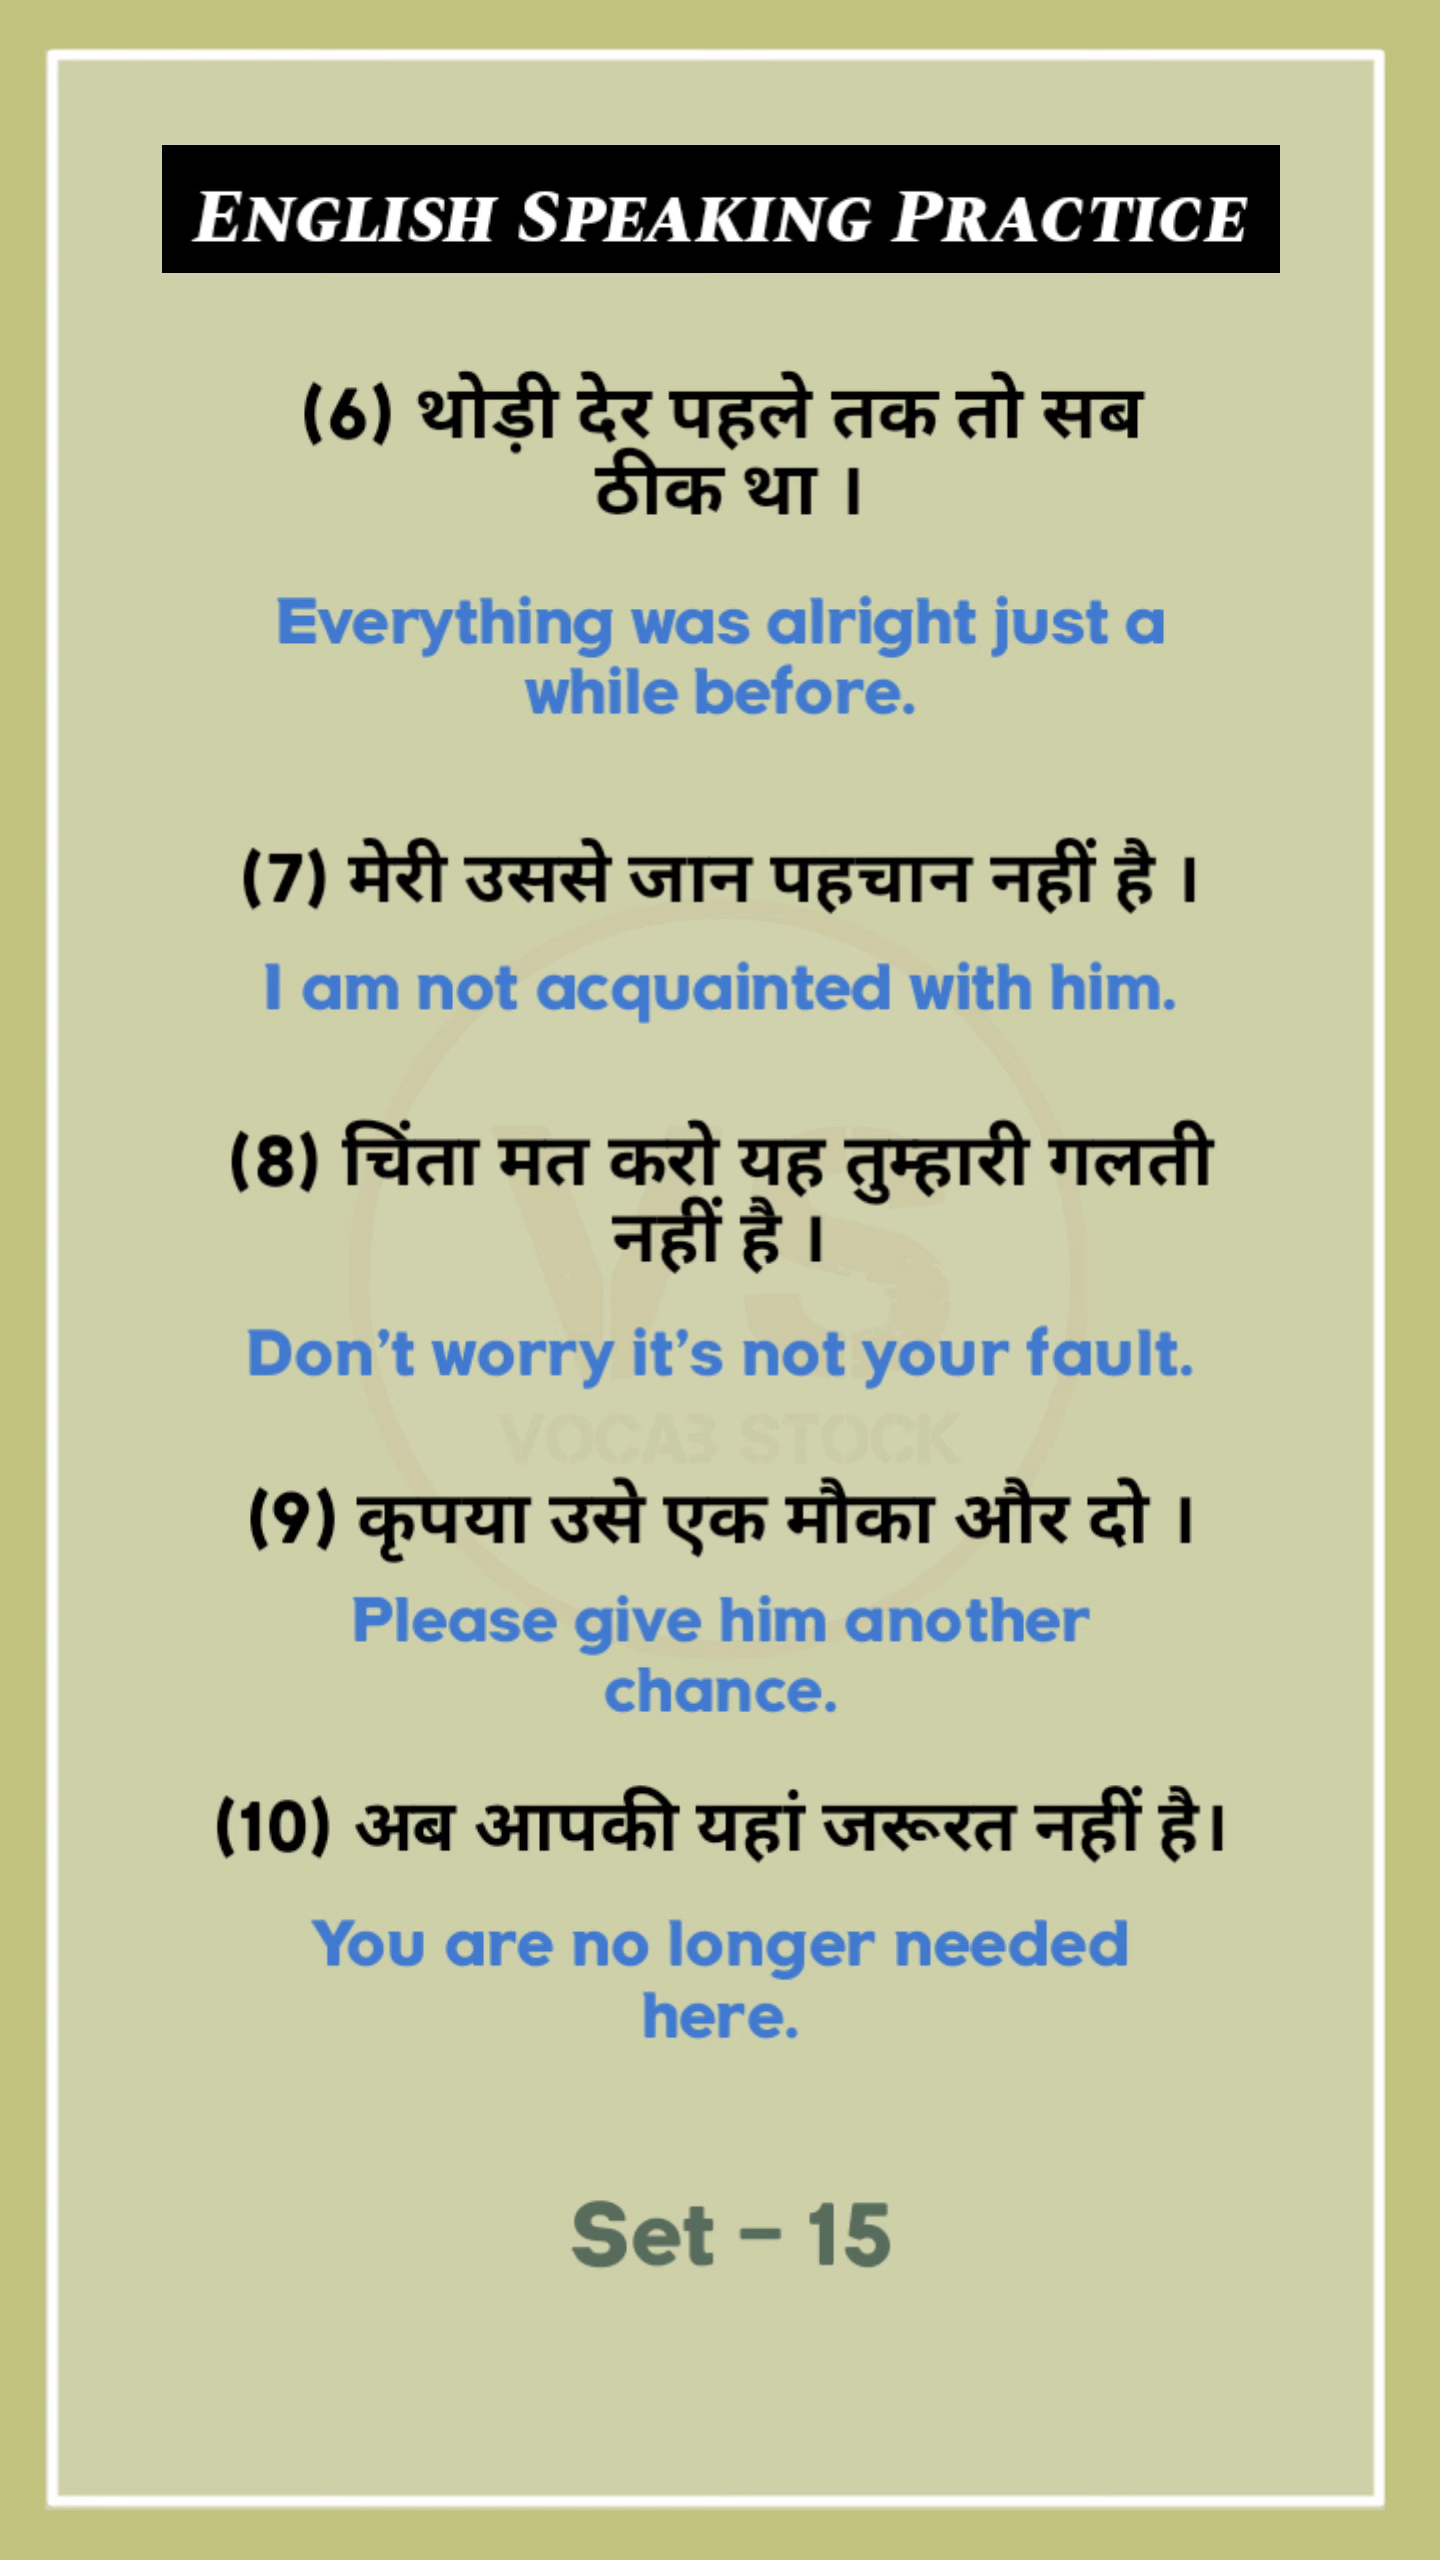 ENGLISH SPEAKING PRACTICE
(6) थोड़ी देर पहले तक तो सब
ठीक था ।
Everything was alright just a
while before.
(7) मेरी उससे जान पहचान नहीं है ।
I am not acquainted with him.
(8) चिंता मत करो यह तुम्हारी गलती
नहीं है ।
Don’t worry it’s not your fault.
VS
VOCAB STOCK
(9) कृपया उसे एक मौका और दो ।
Please give him another
chance.
(10) अब आपकी यहां जरूरत नहीं है।
You are no longer needed
here.
Set – 15